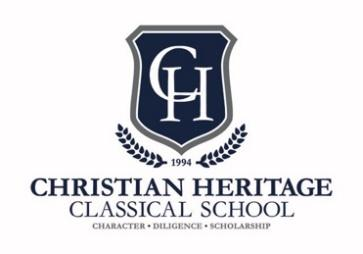 CH
1994
CHRISTIAN HERITAGE
CLASSICAL SCHOOL
CHARACTER • DILIGENCE • SCHOLARSHIP